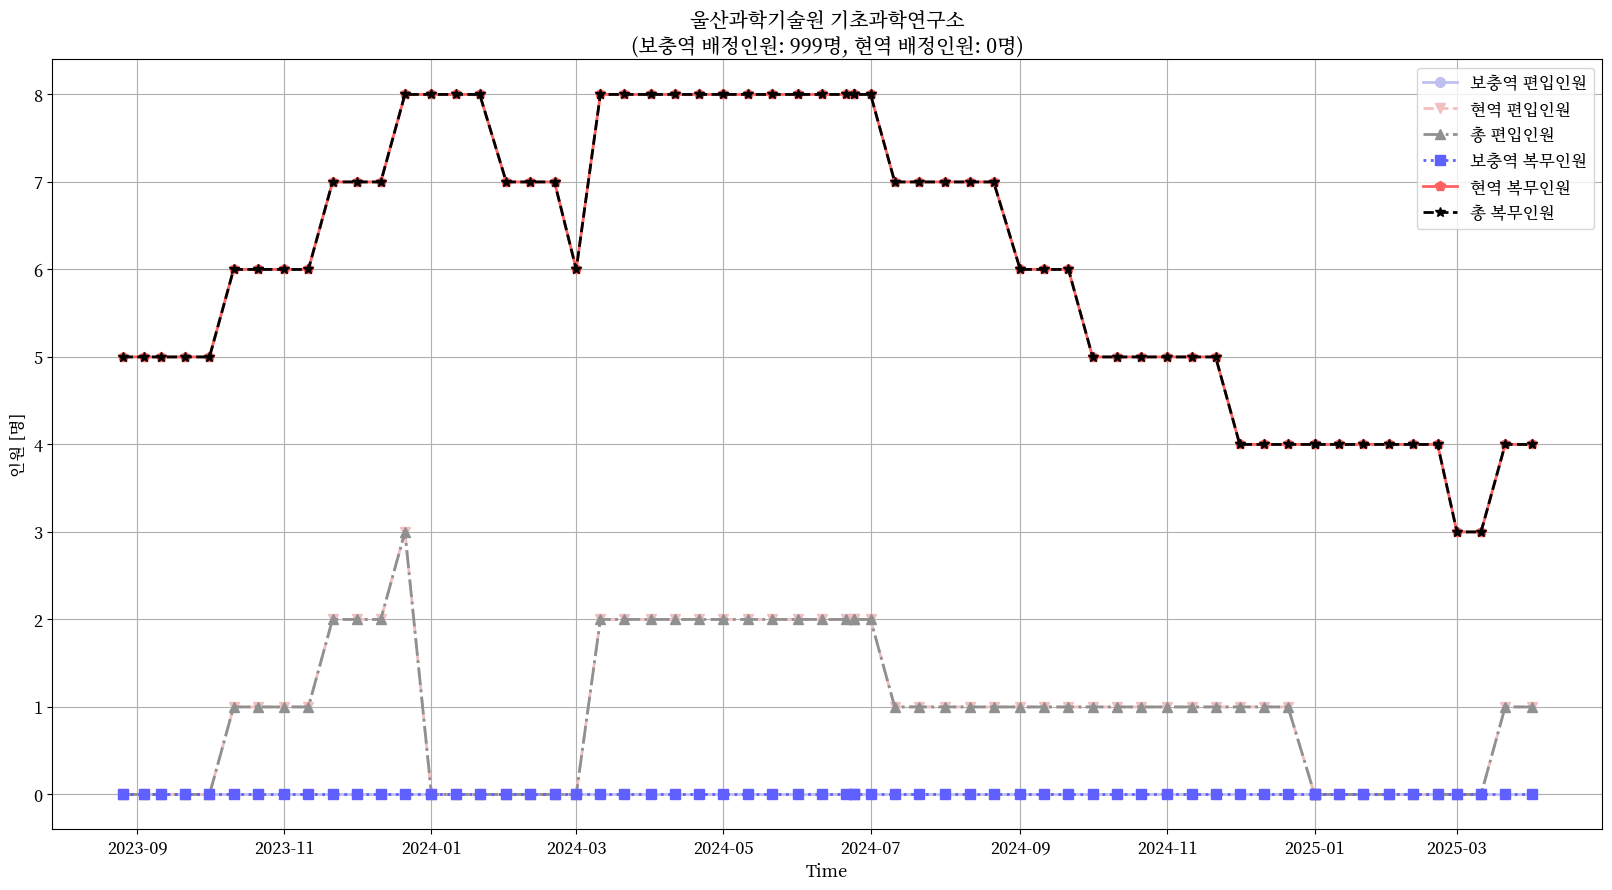 울산과학기술원 기초과학연구소
(보충역 배정인원: 999명, 현역 배정인원: 0명)
보충역 편입인원
현역 편입인원
총 편입인원
보충역 복무인원
현역 복무인원
총 복무인원
인원 [명]
8
7
6
5
4
3
2
1
0
2023-09
2023-11
2024-01
2024-03
2024-05
2024-07
2024-09
2024-11
2025-01
2025-03
Time